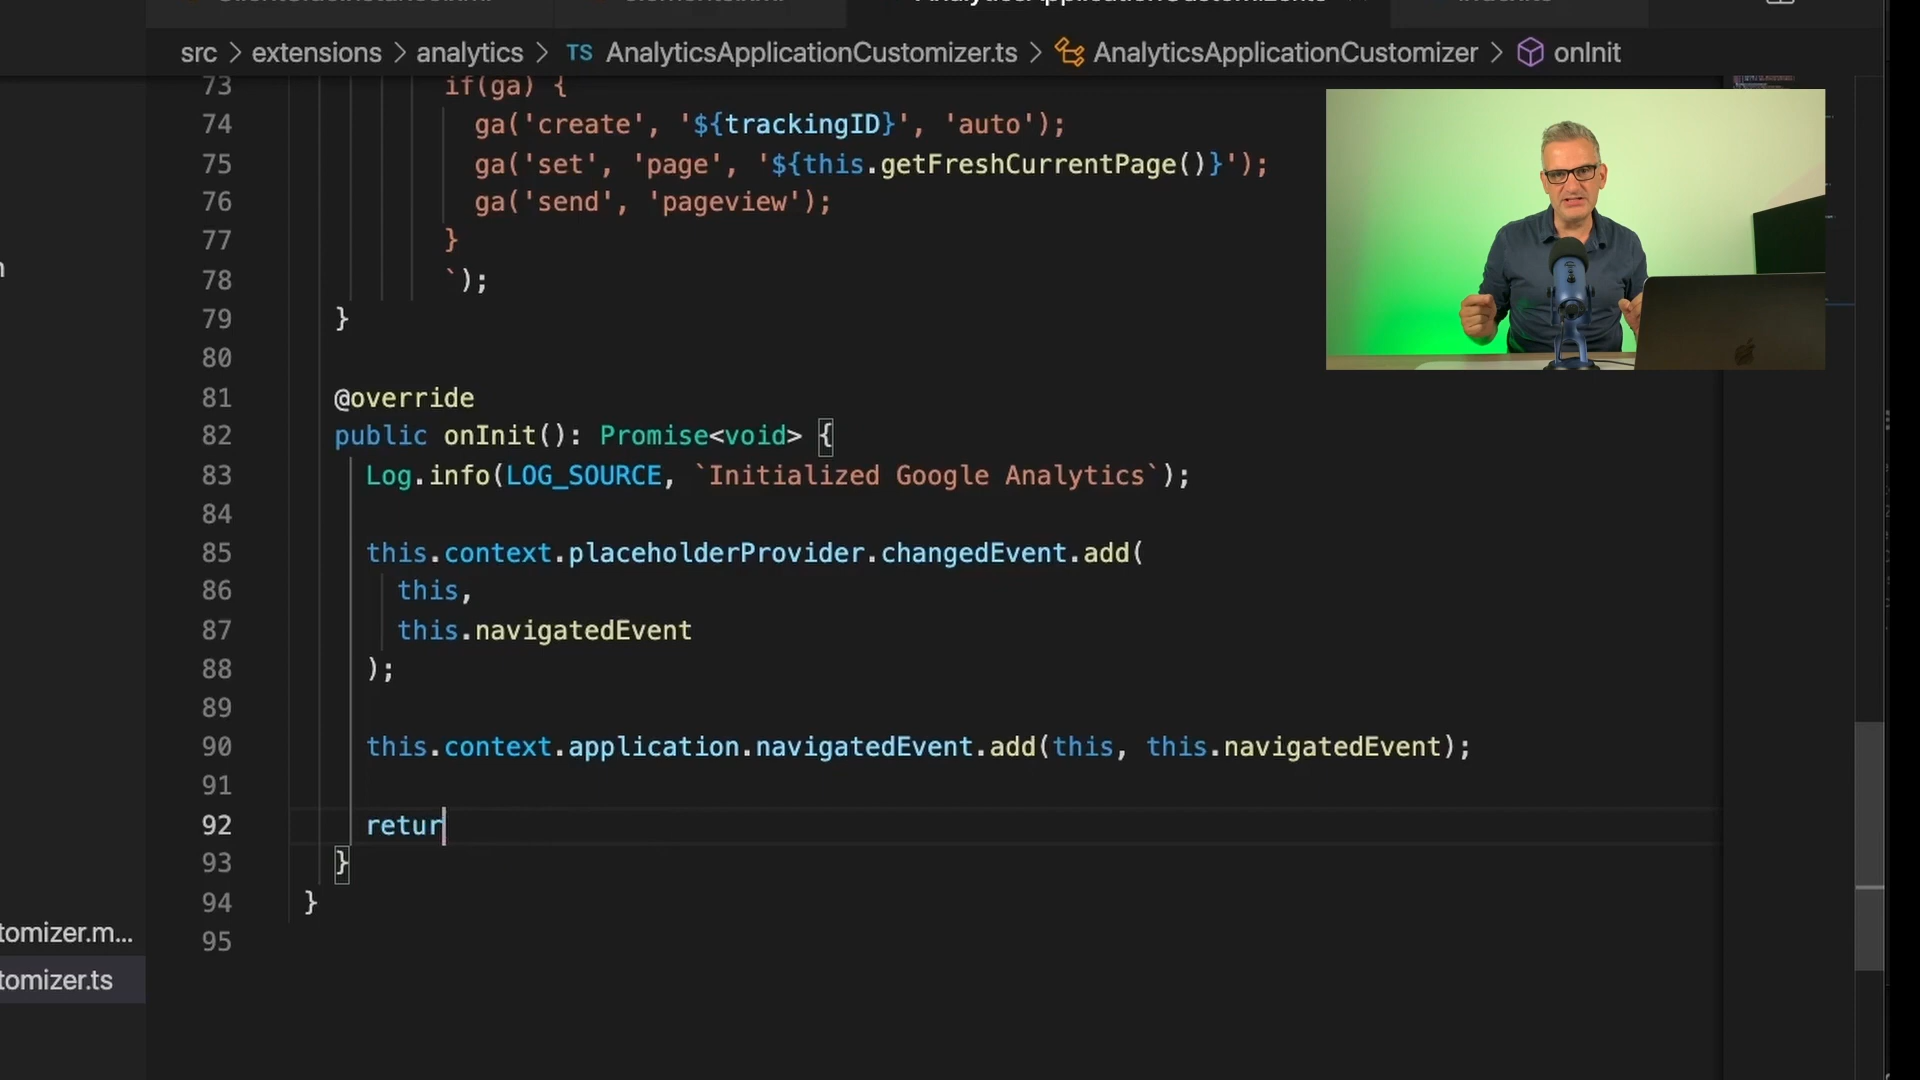 src > extensions > analytics > TS AnalyticsApplicationCustomizer.ts > AnalyticsApplicationCustomizer > onInit
73 if(ga) {
74 ga('create', '${trackingID}', 'auto');
75 ga('set', 'page', '${this.getFreshCurrentPage()}');
76 ga('send', 'pageview');
77 }
78 `);
79 }
80
81 @override
82 public onInit(): Promise<void> {
83 Log.info(LOG_SOURCE, `Initialized Google Analytics`);
84
85 this.context.placeholderProvider.changedEvent.add(
86 this,
87 this.navigatedEvent
88 );
89
90 this.context.application.navigatedEvent.add(this, this.navigatedEvent);
91
92 retur
93 }
94 }
95
tomizer.m...
tomizer.ts